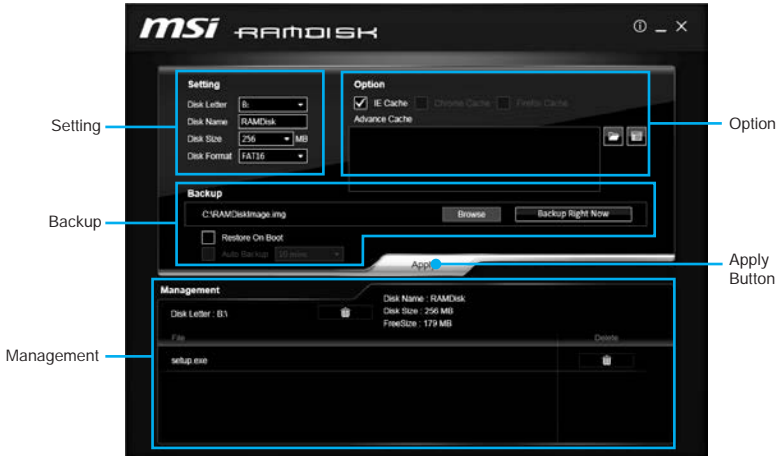 msi RAMDISK
Setting
Setting
Disk Letter B:
Disk Name RAMDisk
Disk Size 256 MB
Disk Format FAT16
Option
Option
IE Cache Chrome Cache Firefox Cache
Advance Cache
Backup
Backup
C:\RAMDiskImage.img Browse Backup Right Now
Restore On Boot
Auto Backup 10 mins
Apply
Apply
Button
Management
Management
Disk Letter : B:\
Disk Name : RAMDisk
Disk Size : 256 MB
FreeSize : 179 MB
File Delete
setup.exe